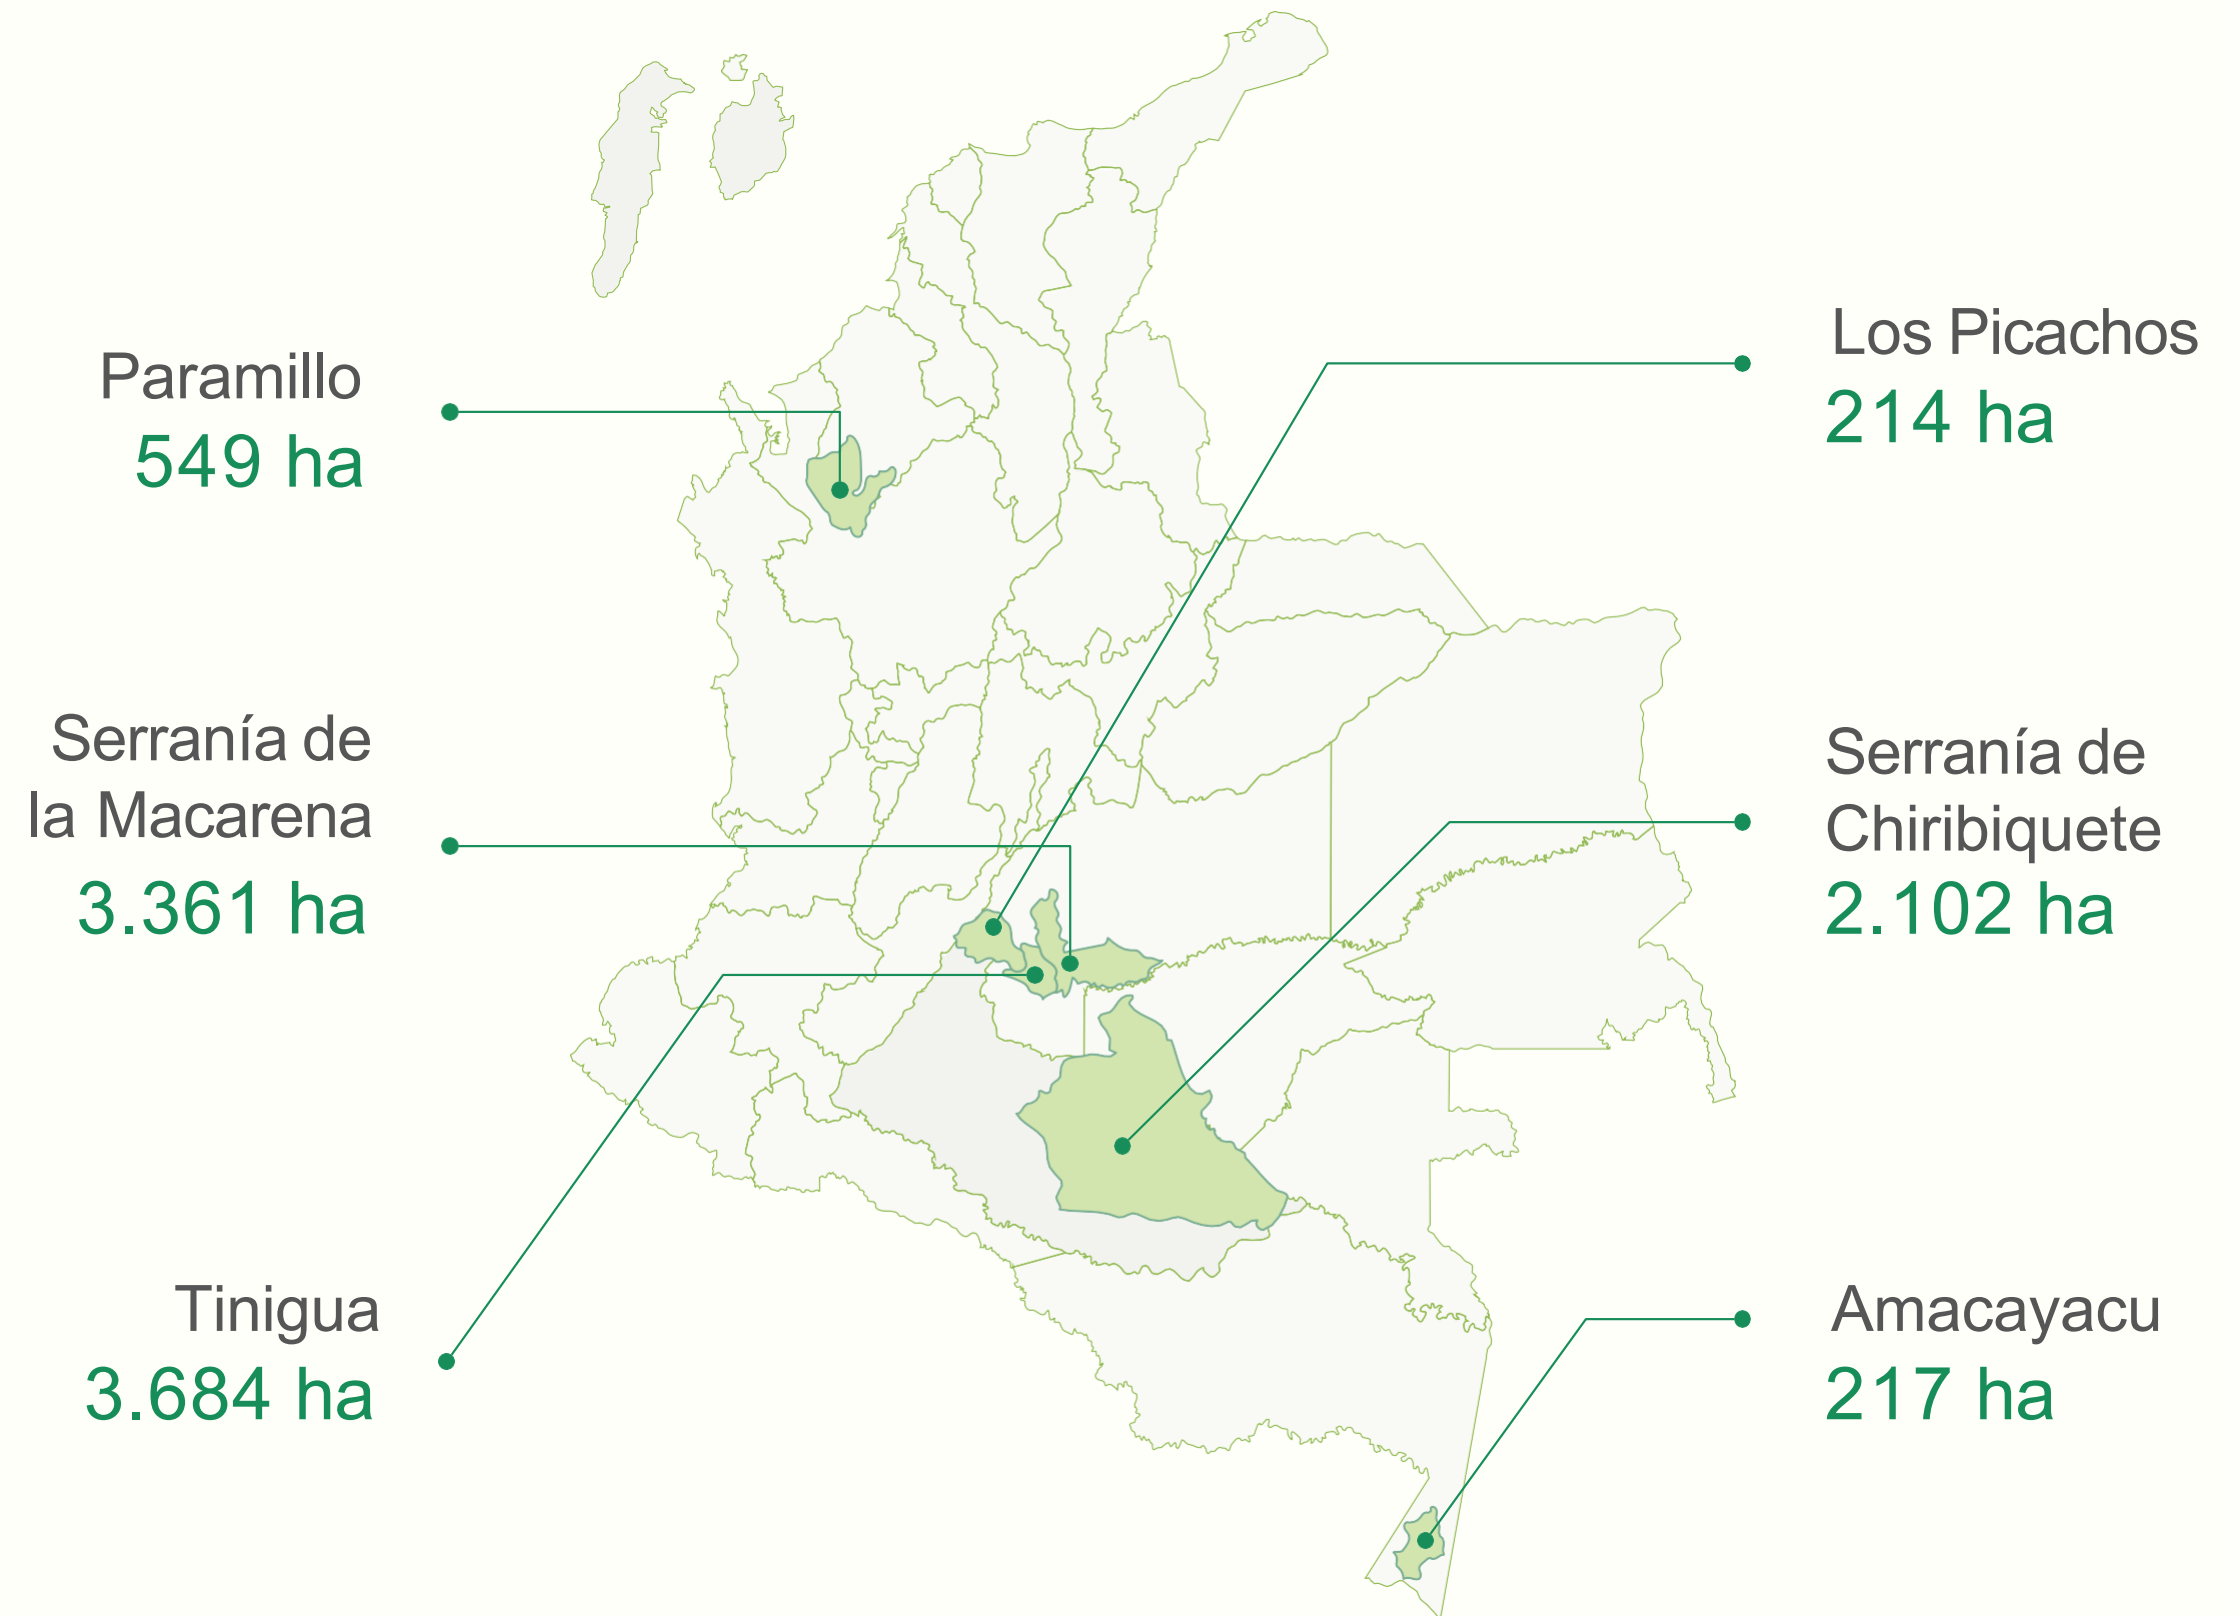 Paramillo
549 ha
Serranía de
la Macarena
3.361 ha
Tinigua
3.684 ha
Los Picachos
214 ha
Serranía de
Chiribiquete
2.102 ha
Amacayacu
217 ha